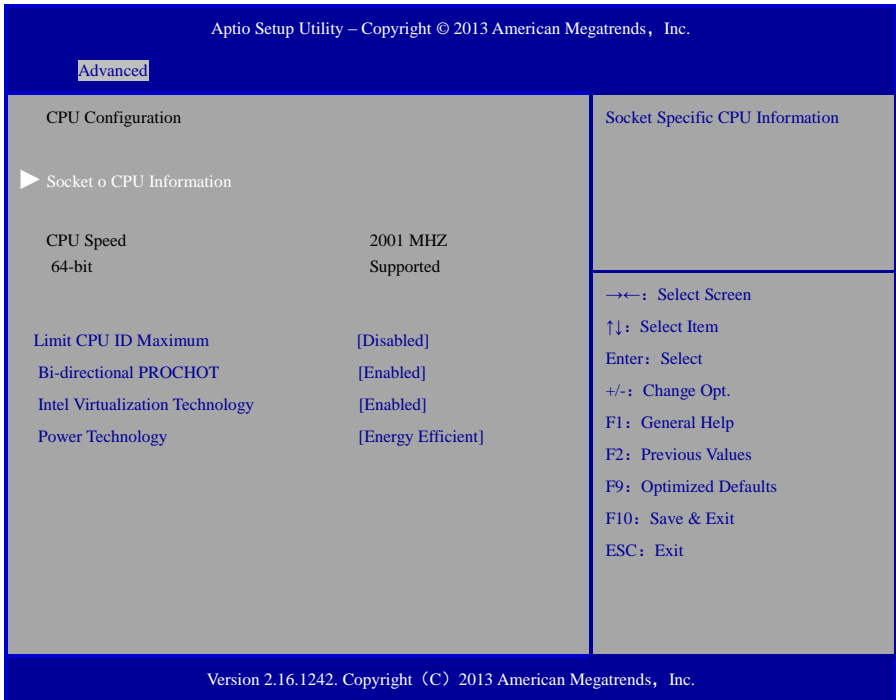 Aptio Setup Utility – Copyright © 2013 American Megatrends，Inc.
Advanced
CPU Configuration
▶ Socket o CPU Information
CPU Speed 2001 MHZ
64-bit Supported
Limit CPU ID Maximum [Disabled]
Bi-directional PROCHOT [Enabled]
Intel Virtualization Technology [Enabled]
Power Technology [Energy Efficient]
Socket Specific CPU Information
→←：Select Screen
↑↓：Select Item
Enter：Select
+/-：Change Opt.
F1：General Help
F2：Previous Values
F9：Optimized Defaults
F10：Save & Exit
ESC：Exit
Version 2.16.1242. Copyright（C）2013 American Megatrends，Inc.